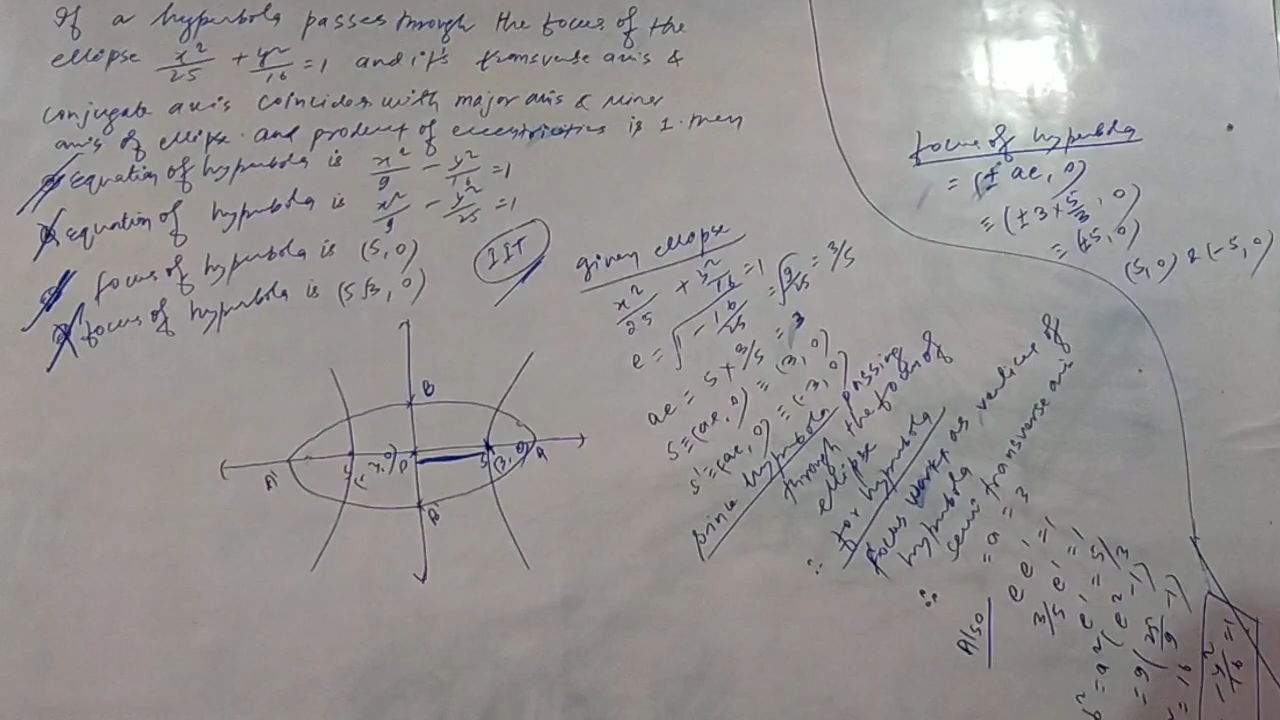 If a hyperbola passes through the focus of the
ellipse x²/25 + y²/16 = 1 and it's transverse axis &
conjugate axis coincides with major axis & minor
axis of ellipse and product of eccentricities is 1. then
Equation of hyperbola is x²/9 - y²/16 = 1
Equation of hyperbola is x²/9 - y²/25 = 1
focus of hyperbola is (5,0)
focus of hyperbola is (5√3, 0)
IIT
B
A' S' (-3,0) O S (3,0) A
B'
given ellipse
x²/25 + y²/16 = 1
e = √1 - 16/25 = √9/25 = 3/5
ae = 5 × 3/5 = 3
S ≡ (ae, 0) ≡ (3, 0)
S' ≡ (-ae, 0) ≡ (-3, 0)
Since hyperbola passing
through the focus of
ellipse
∴ for hyperbola
focus works as vertices of
hyperbola
∴ semi transverse axis
= a = 3
Also e e' = 1
3/5 e' = 1
e' = 5/3
b² = a²(e² - 1)
= 9(25/9 - 1)
= 16
- y²/16 = 1
focus of hyperbola
= (± ae, 0)
= (± 3 × 5/3, 0)
= (±5, 0)
(5, 0) & (-5, 0)